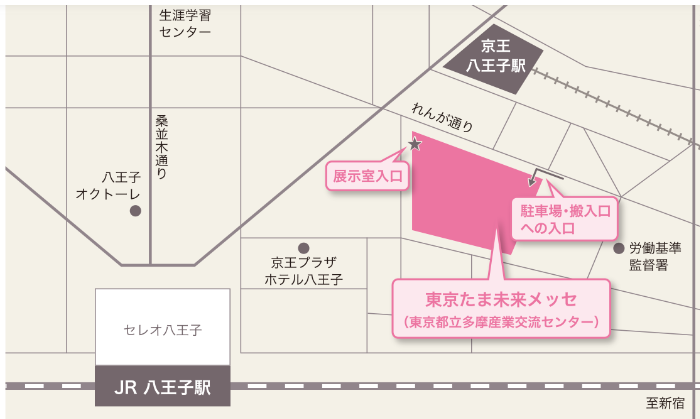 生涯学習
センター
京王
八王子駅
れんが通り
桑並木通り
展示室入口
八王子
オクトーレ
駐車場・搬入口
への入口
労働基準
監督署
京王プラザ
ホテル八王子
東京たま未来メッセ
（東京都立多摩産業交流センター）
セレオ八王子
JR 八王子駅
至新宿